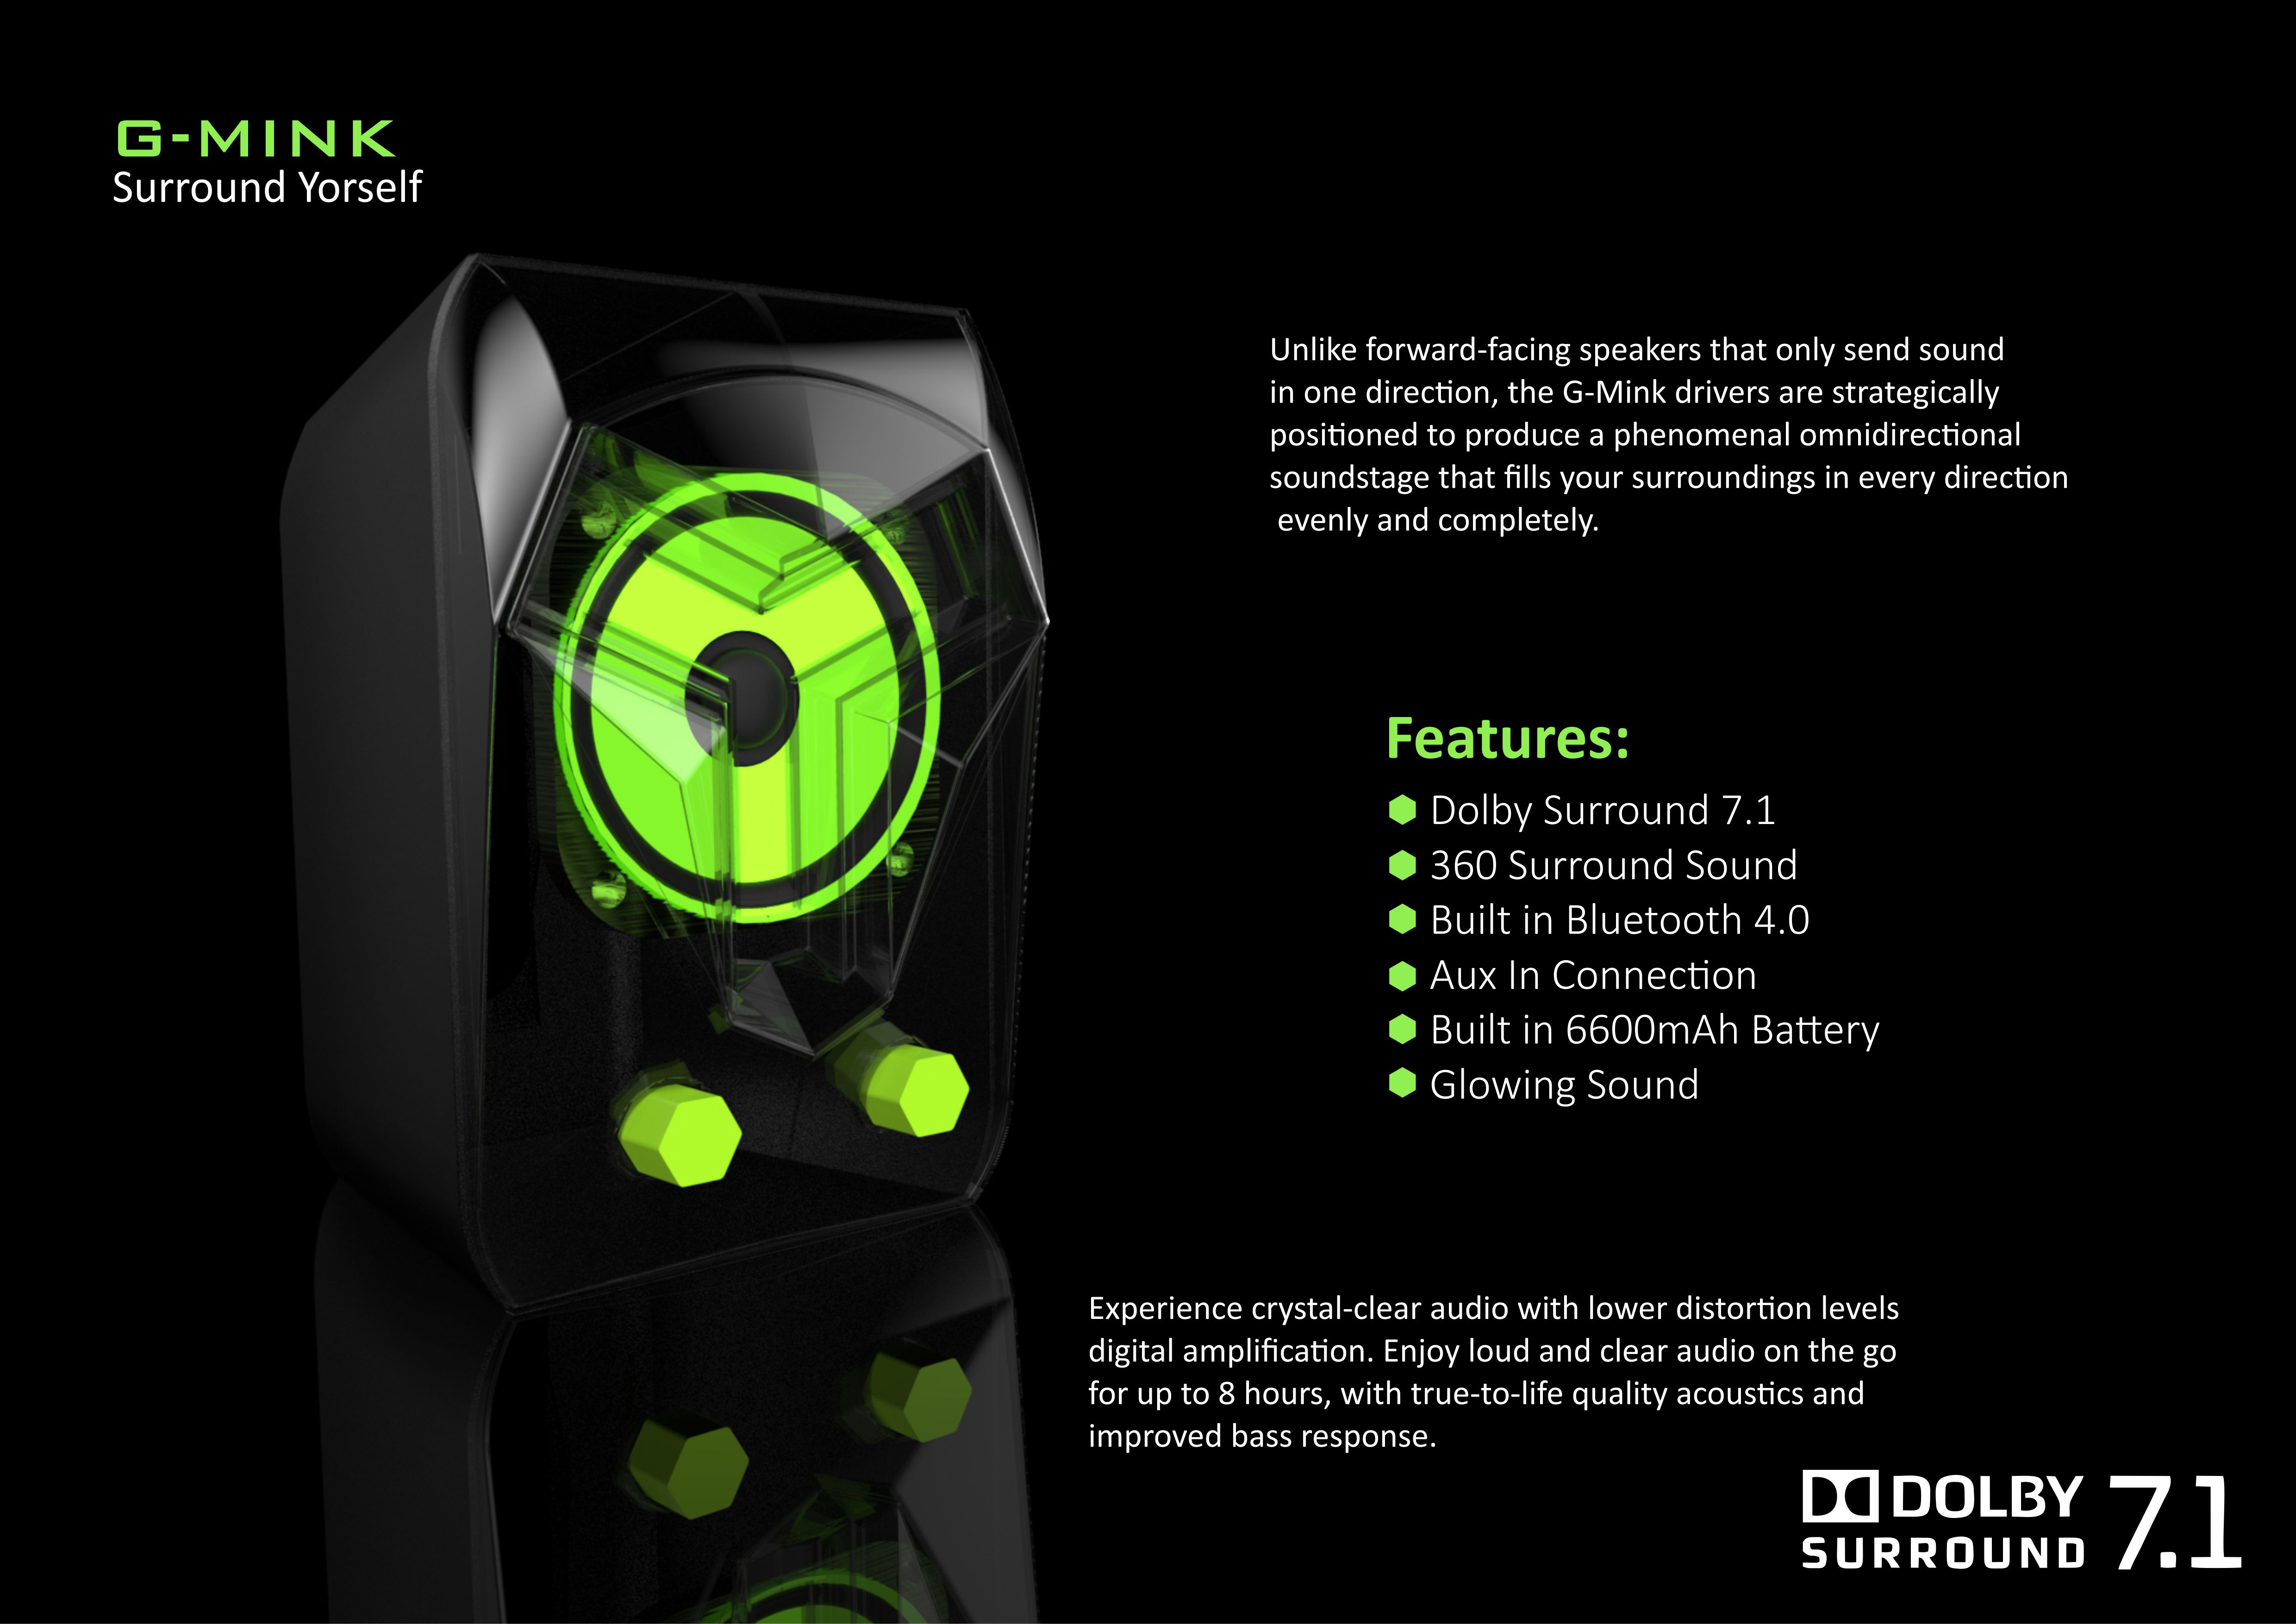 G-MINK
Surround Yorself
Unlike forward-facing speakers that only send sound
in one direction, the G-Mink drivers are strategically
positioned to produce a phenomenal omnidirectional
soundstage that fills your surroundings in every direction
evenly and completely.
Features:
Dolby Surround 7.1
360 Surround Sound
Built in Bluetooth 4.0
Aux In Connection
Built in 6600mAh Battery
Glowing Sound
Experience crystal-clear audio with lower distortion levels
digital amplification. Enjoy loud and clear audio on the go
for up to 8 hours, with true-to-life quality acoustics and
improved bass response.
DOLBY
SURROUND 7.1